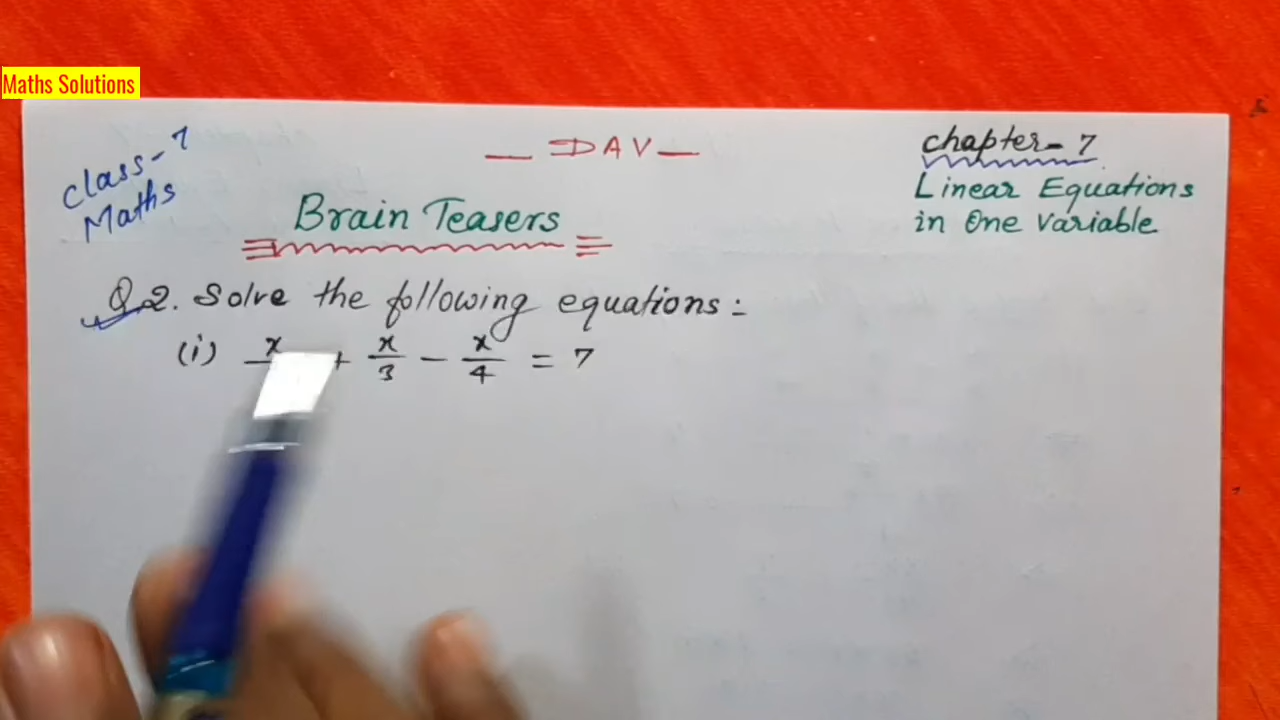 Maths Solutions
Class-7
Maths
DAV
Chapter-7
Linear Equations
in One Variable
Brain Teasers
Q2. Solve the following equations:
(i) x + x/3 - x/4 = 7